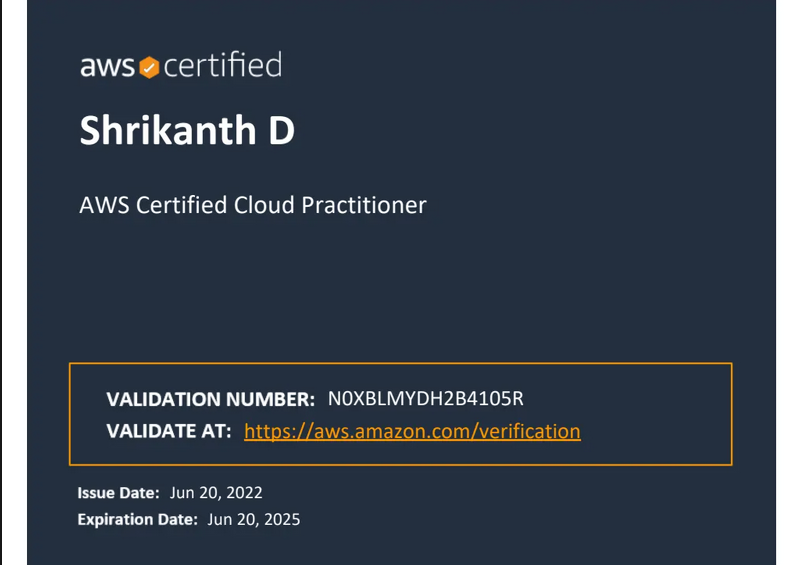 aws certified
Shrikanth D
AWS Certified Cloud Practitioner
VALIDATION NUMBER: N0XBLMYDH2B4105R
VALIDATE AT: https://aws.amazon.com/verification
Issue Date: Jun 20, 2022
Expiration Date: Jun 20, 2025